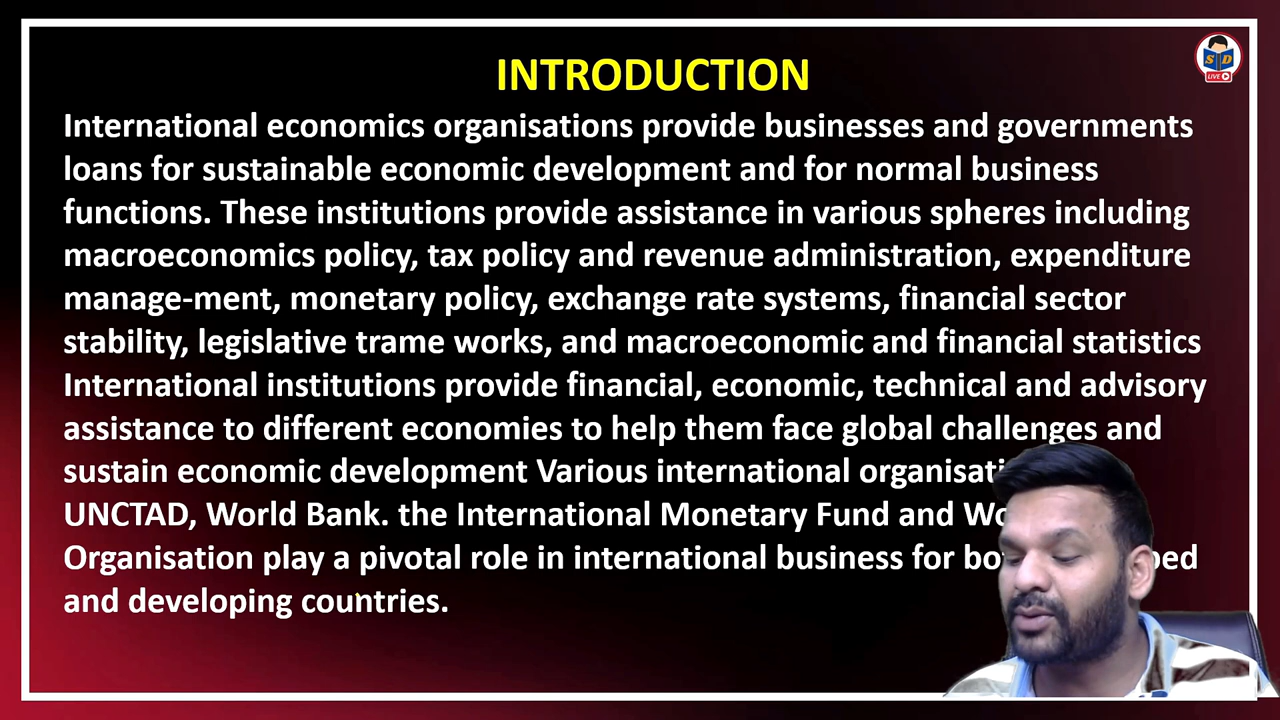 INTRODUCTION
International economics organisations provide businesses and governments
loans for sustainable economic development and for normal business
functions. These institutions provide assistance in various spheres including
macroeconomics policy, tax policy and revenue administration, expenditure
manage-ment, monetary policy, exchange rate systems, financial sector
stability, legislative trame works, and macroeconomic and financial statistics
International institutions provide financial, economic, technical and advisory
assistance to different economies to help them face global challenges and
sustain economic development Various international
UNCTAD, World Bank. the International Monetary Fund and
Organisation play a pivotal role in international business for
and developing countries.
S D
LIVE